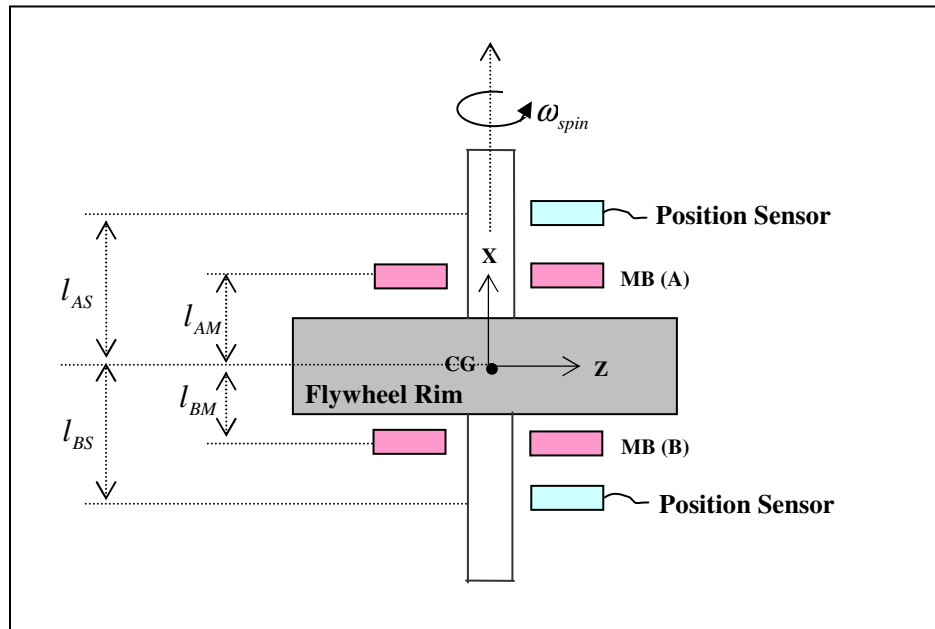 ω_spin
Position Sensor
X
MB (A)
l_AS
l_AM
CG
Z
Flywheel Rim
l_BM
l_BS
MB (B)
Position Sensor